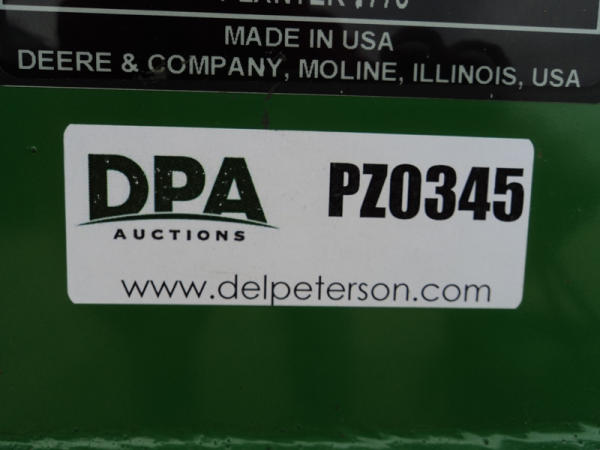 MADE IN USA
DEERE & COMPANY, MOLINE, ILLINOIS, USA
DPA
AUCTIONS
PZ0345
www.delpeterson.com